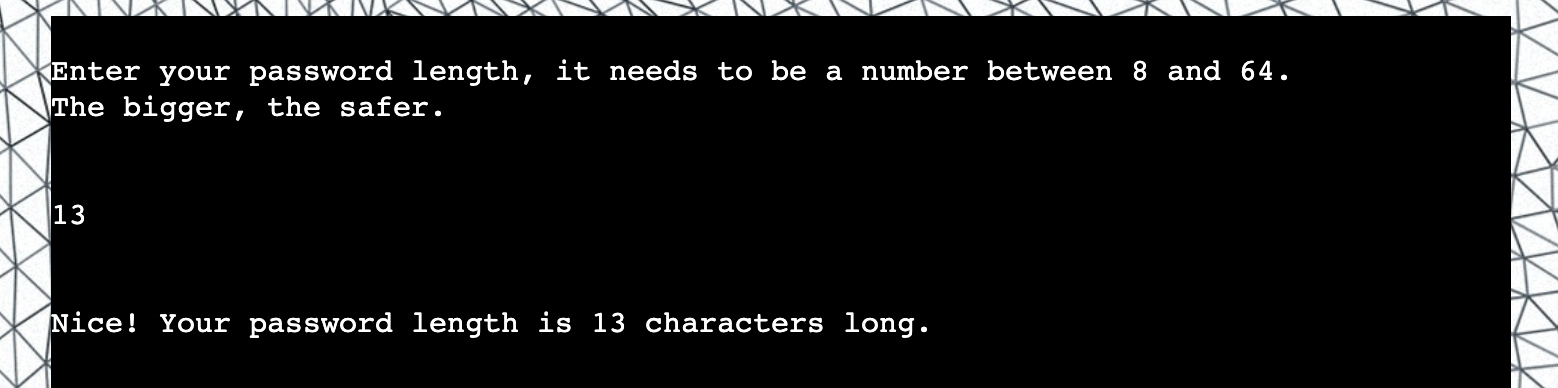 Enter your password length, it needs to be a number between 8 and 64.
The bigger, the safer.
13
Nice! Your password length is 13 characters long.